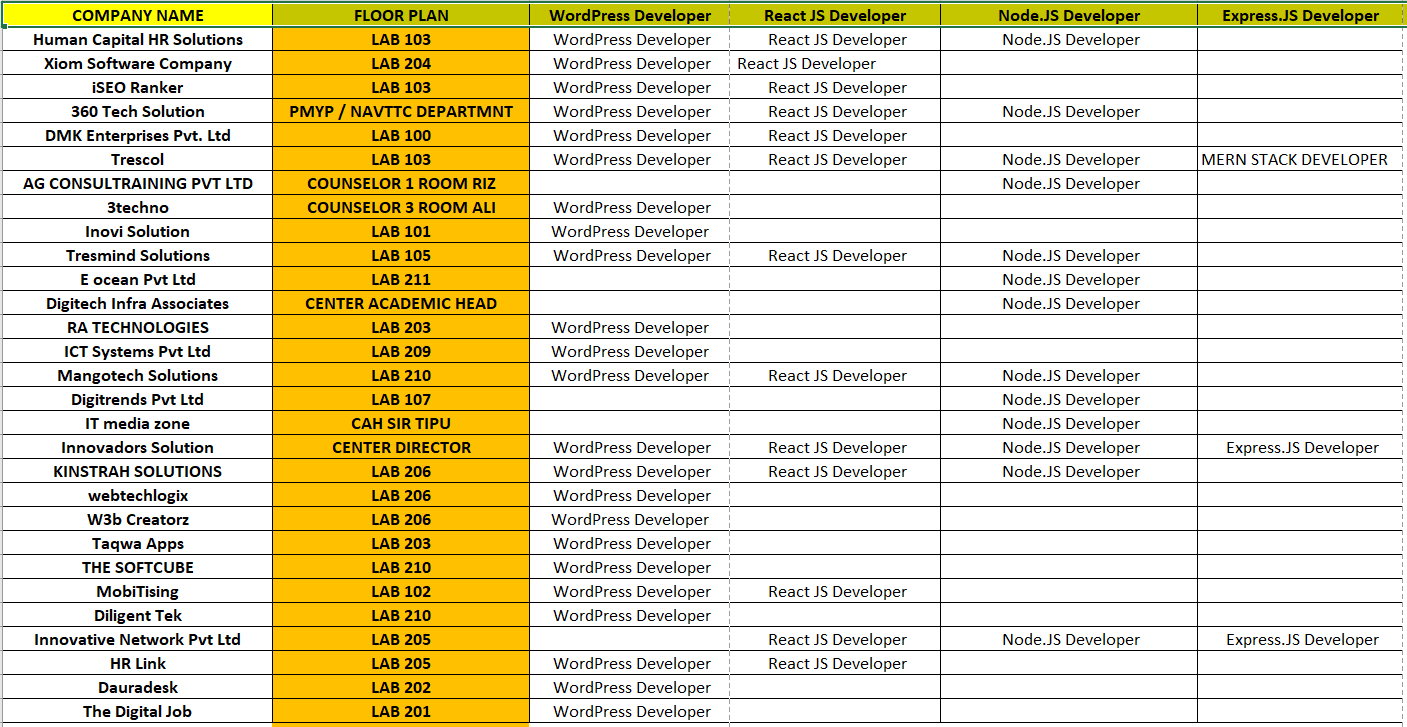 COMPANY NAME FLOOR PLAN WordPress Developer React JS Developer Node.JS Developer Express.JS Developer
Human Capital HR Solutions LAB 103 WordPress Developer React JS Developer Node.JS Developer
Xiom Software Company LAB 204 WordPress Developer React JS Developer
iSEO Ranker LAB 103 WordPress Developer React JS Developer
360 Tech Solution PMYP / NAVTTC DEPARTMNT WordPress Developer React JS Developer Node.JS Developer
DMK Enterprises Pvt. Ltd LAB 100 WordPress Developer React JS Developer
Trescol LAB 103 WordPress Developer React JS Developer Node.JS Developer MERN STACK DEVELOPER
AG CONSULTRAINING PVT LTD COUNSELOR 1 ROOM RIZ Node.JS Developer
3techno COUNSELOR 3 ROOM ALI WordPress Developer
Inovi Solution LAB 101 WordPress Developer
Tresmind Solutions LAB 105 WordPress Developer React JS Developer Node.JS Developer
E ocean Pvt Ltd LAB 211 Node.JS Developer
Digitech Infra Associates CENTER ACADEMIC HEAD Node.JS Developer
RA TECHNOLOGIES LAB 203 WordPress Developer
ICT Systems Pvt Ltd LAB 209 WordPress Developer
Mangotech Solutions LAB 210 WordPress Developer React JS Developer Node.JS Developer
Digitrends Pvt Ltd LAB 107 Node.JS Developer
IT media zone CAH SIR TIPU Node.JS Developer
Innovadors Solution CENTER DIRECTOR WordPress Developer React JS Developer Node.JS Developer Express.JS Developer
KINSTRAH SOLUTIONS LAB 206 WordPress Developer React JS Developer Node.JS Developer
webtechlogix LAB 206 WordPress Developer
W3b Creatorz LAB 206 WordPress Developer
Taqwa Apps LAB 203 WordPress Developer
THE SOFTCUBE LAB 210 WordPress Developer
MobiTising LAB 102 WordPress Developer React JS Developer
Diligent Tek LAB 210 WordPress Developer
Innovative Network Pvt Ltd LAB 205 React JS Developer Node.JS Developer Express.JS Developer
HR Link LAB 205 WordPress Developer React JS Developer
Dauradesk LAB 202 WordPress Developer
The Digital Job LAB 201 WordPress Developer